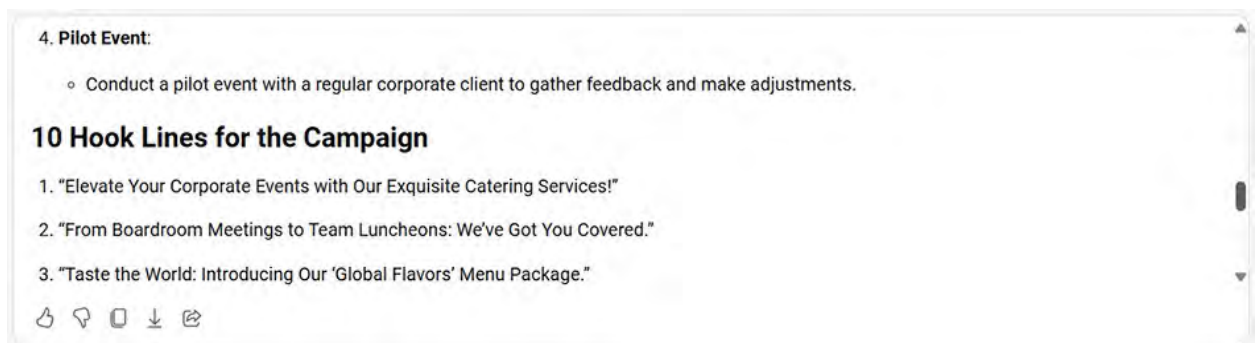 4. Pilot Event:
◦ Conduct a pilot event with a regular corporate client to gather feedback and make adjustments.
10 Hook Lines for the Campaign
1. “Elevate Your Corporate Events with Our Exquisite Catering Services!”
2. “From Boardroom Meetings to Team Luncheons: We’ve Got You Covered.”
3. “Taste the World: Introducing Our ‘Global Flavors’ Menu Package.”